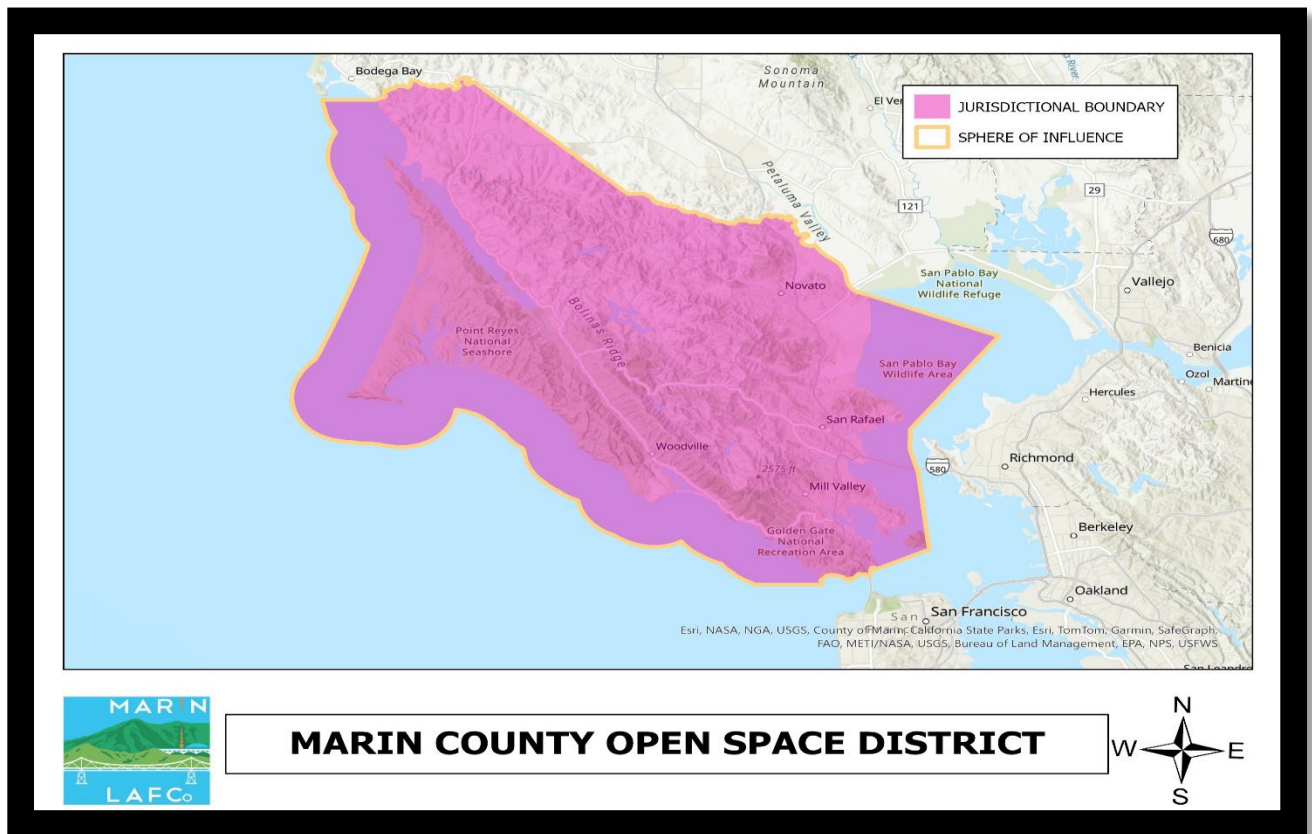 Bodega Bay
Sonoma
Mountain
El Ver
JURISDICTIONAL BOUNDARY
SPHERE OF INFLUENCE
Petaluma Valley
121
29
680
San Pablo Bay
National
Wildlife Refuge
Vallejo
Novato
Bolinas Ridge
Point Reyes
National
Seashore
San Pablo Bay
Wildlife Area
Benicia
Ozol
Martine
Hercules
San Rafael
Woodville
2575 ft
580
Richmond
Mill Valley
Golden Gate
National
Recreation Area
Berkeley
Oakland
San
San Francisco
Esri, NASA, NGA, USGS, County of Marin, California State Parks, Esri, TomTom, Garmin, SafeGraph,
FAO, METI/NASA, USGS, Bureau of Land Management, EPA, NPS, USFWS
San Leandro
MARIN
LAFCo
MARIN COUNTY OPEN SPACE DISTRICT
N
W E
S